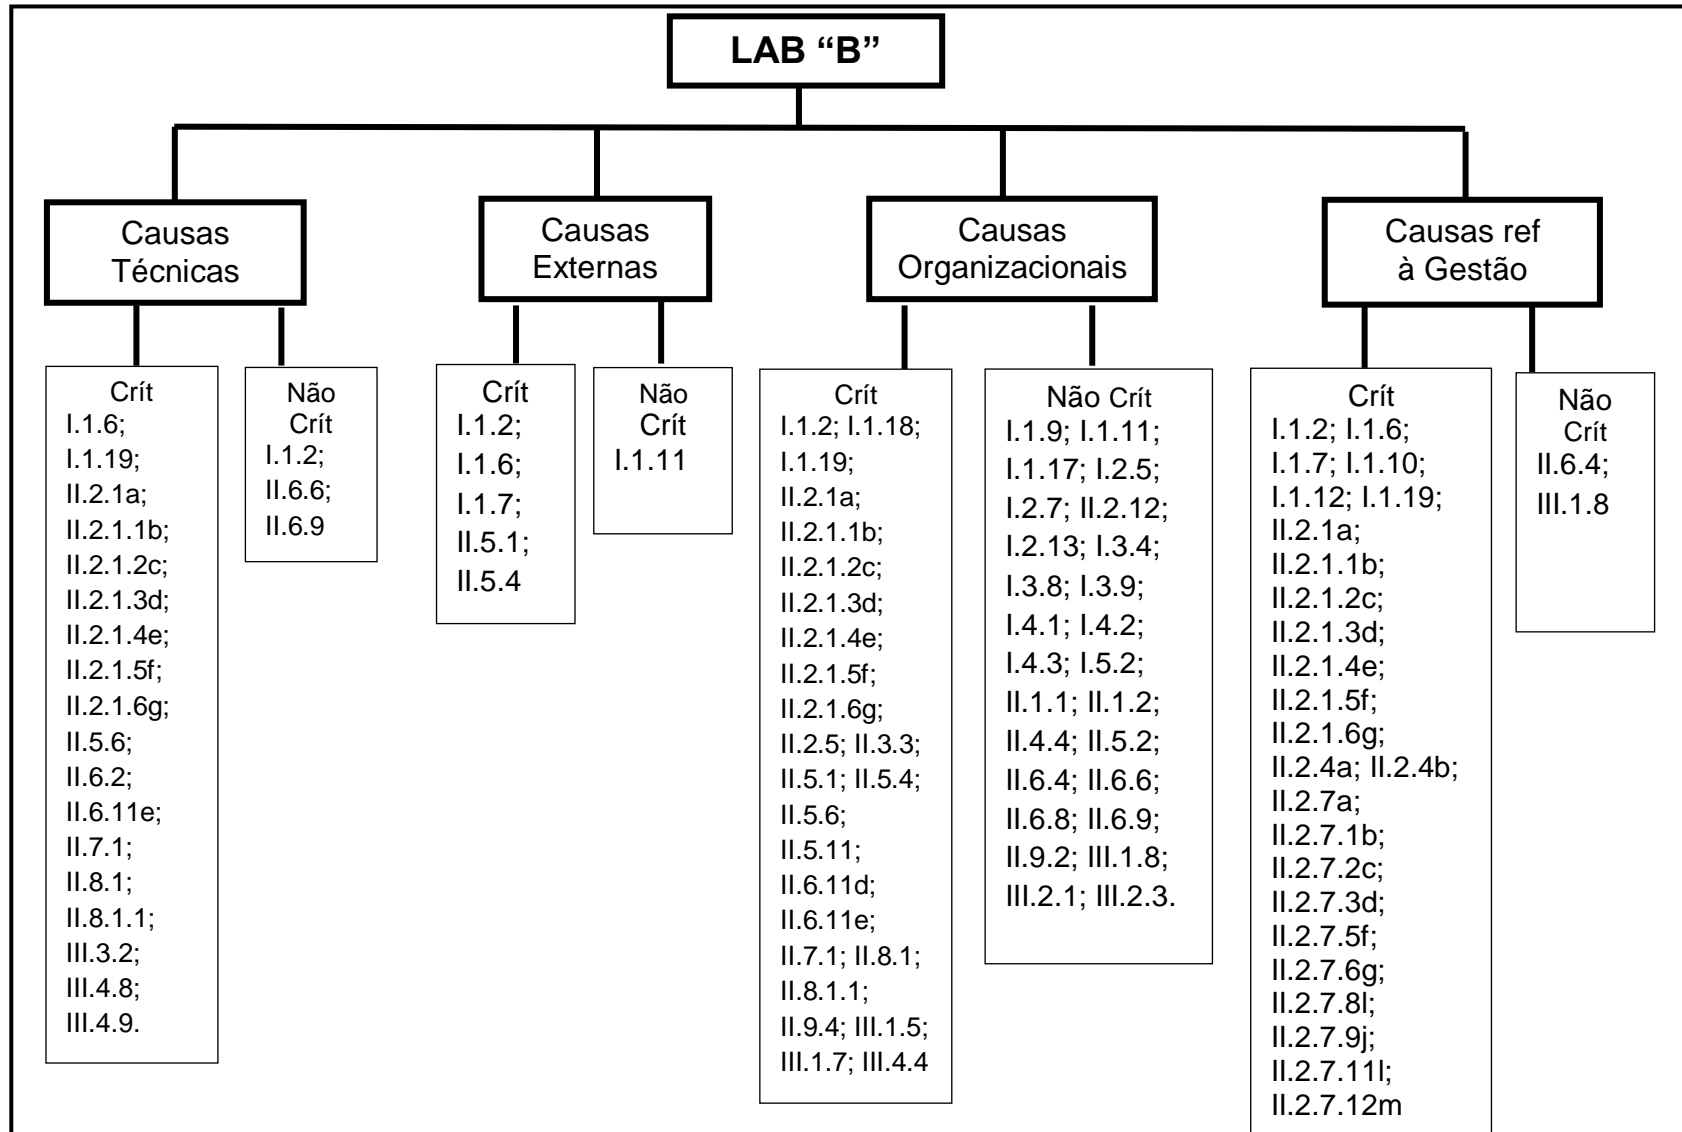 LAB “B”
Causas
Técnicas
Causas
Externas
Causas
Organizacionais
Causas ref
à Gestão
Crít
I.1.6;
I.1.19;
II.2.1a;
II.2.1.1b;
II.2.1.2c;
II.2.1.3d;
II.2.1.4e;
II.2.1.5f;
II.2.1.6g;
II.5.6;
II.6.2;
II.6.11e;
II.7.1;
II.8.1;
II.8.1.1;
III.3.2;
III.4.8;
III.4.9.
Não
Crít
I.1.2;
II.6.6;
II.6.9
Crít
I.1.2;
I.1.6;
I.1.7;
II.5.1;
II.5.4
Não
Crít
I.1.11
Crít
I.1.2; I.1.18;
I.1.19;
II.2.1a;
II.2.1.1b;
II.2.1.2c;
II.2.1.3d;
II.2.1.4e;
II.2.1.5f;
II.2.1.6g;
II.2.5; II.3.3;
II.5.1; II.5.4;
II.5.6;
II.5.11;
II.6.11d;
II.6.11e;
II.7.1; II.8.1;
II.8.1.1;
II.9.4; III.1.5;
III.1.7; III.4.4
Não Crít
I.1.9; I.1.11;
I.1.17; I.2.5;
I.2.7; II.2.12;
I.2.13; I.3.4;
I.3.8; I.3.9;
I.4.1; I.4.2;
I.4.3; I.5.2;
II.1.1; II.1.2;
II.4.4; II.5.2;
II.6.4; II.6.6;
II.6.8; II.6.9;
II.9.2; III.1.8;
III.2.1; III.2.3.
Crít
I.1.2; I.1.6;
I.1.7; I.1.10;
I.1.12; I.1.19;
II.2.1a;
II.2.1.1b;
II.2.1.2c;
II.2.1.3d;
II.2.1.4e;
II.2.1.5f;
II.2.1.6g;
II.2.4a; II.2.4b;
II.2.7a;
II.2.7.1b;
II.2.7.2c;
II.2.7.3d;
II.2.7.5f;
II.2.7.6g;
II.2.7.8l;
II.2.7.9j;
II.2.7.11l;
II.2.7.12m
Não
Crít
II.6.4;
III.1.8